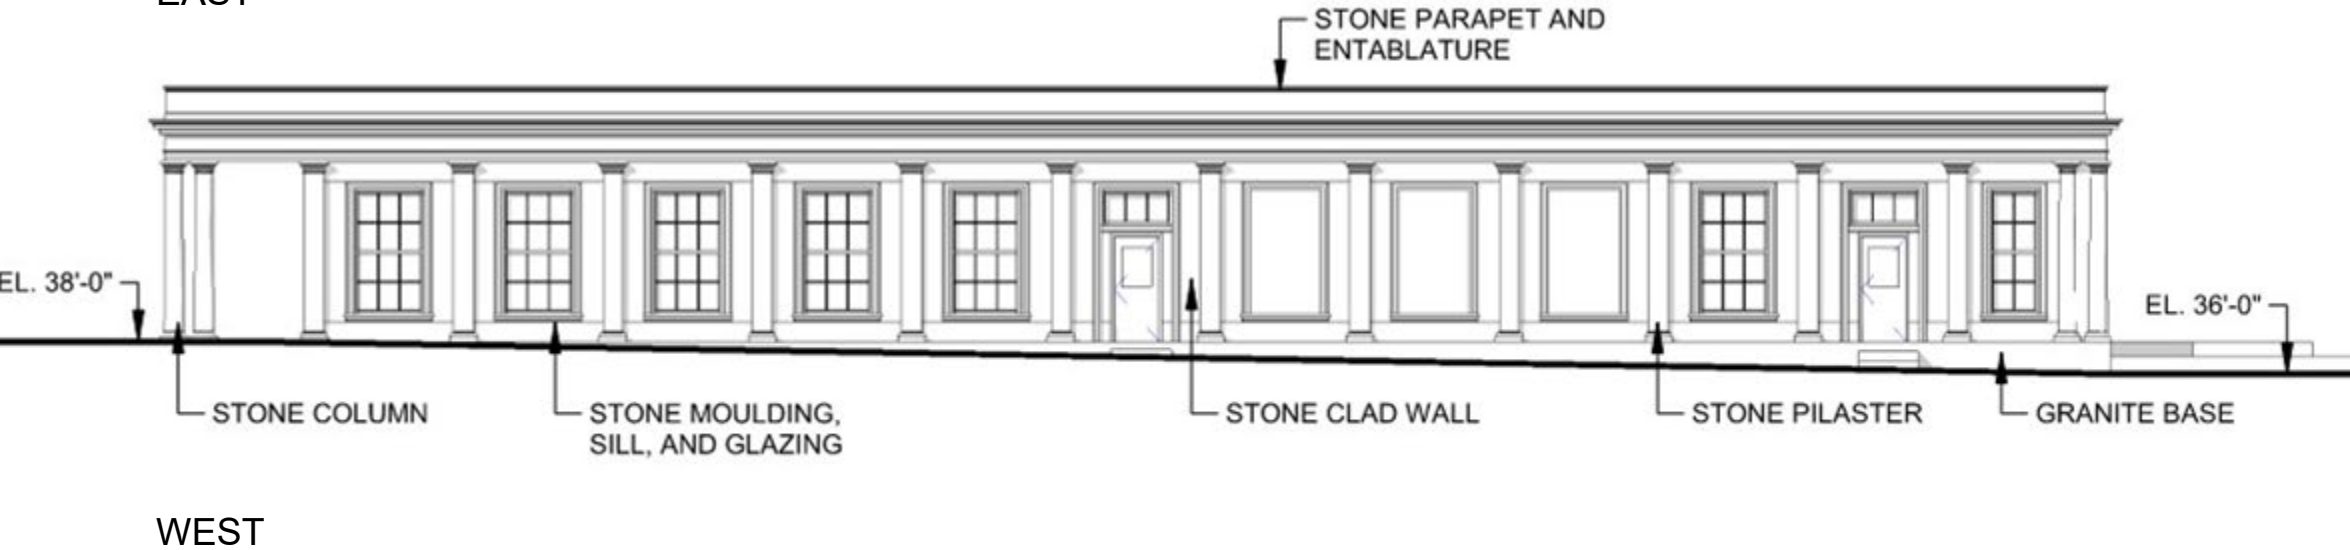 EAST
STONE PARAPET AND
ENTABLATURE
EL. 38'-0"
EL. 36'-0"
STONE COLUMN
STONE MOULDING,
SILL, AND GLAZING
STONE CLAD WALL
STONE PILASTER
GRANITE BASE
WEST